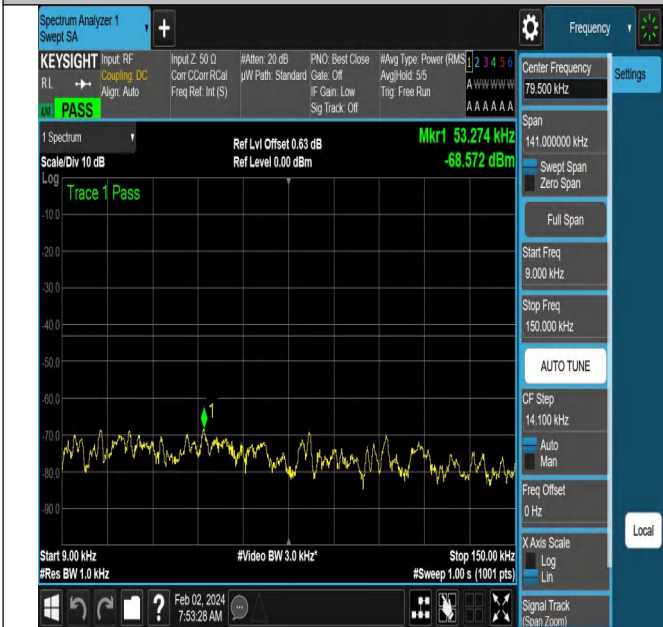 Spectrum Analyzer 1
Swept SA
+
Frequency
KEYSIGHT
RL
PASS
Input: RF
Coupling: DC
Align: Auto
Input Z: 50 Ω
Corr CCorr RCal
Freq Ref: Int (S)
#Atten: 20 dB
µW Path: Standard
PNO: Best Close
Gate: Off
IF Gain: Low
Sig Track: Off
#Avg Type: Power (RMS
Avg|Hold: 5/5
Trig: Free Run
1 2 3 4 5 6
A W W W W W
A A A A A A
1 Spectrum
Scale/Div 10 dB
Ref Lvl Offset 0.63 dB
Ref Level 0.00 dBm
Mkr1 53.274 kHz
-68.572 dBm
Log
Trace 1 Pass
-10.0
-20.0
-30.0
-40.0
-50.0
-60.0
-70.0
-80.0
-90.0
1
Start 9.00 kHz
#Res BW 1.0 kHz
#Video BW 3.0 kHz*
Stop 150.00 kHz
#Sweep 1.00 s (1001 pts)
Feb 02, 2024
7:53:28 AM
?
Center Frequency
79.500 kHz
Span
141.000000 kHz
Swept Span
Zero Span
Full Span
Start Freq
9.000 kHz
Stop Freq
150.000 kHz
AUTO TUNE
CF Step
14.100 kHz
Auto
Man
Freq Offset
0 Hz
X Axis Scale
Log
Lin
Signal Track
(Span Zoom)
Settings
Local